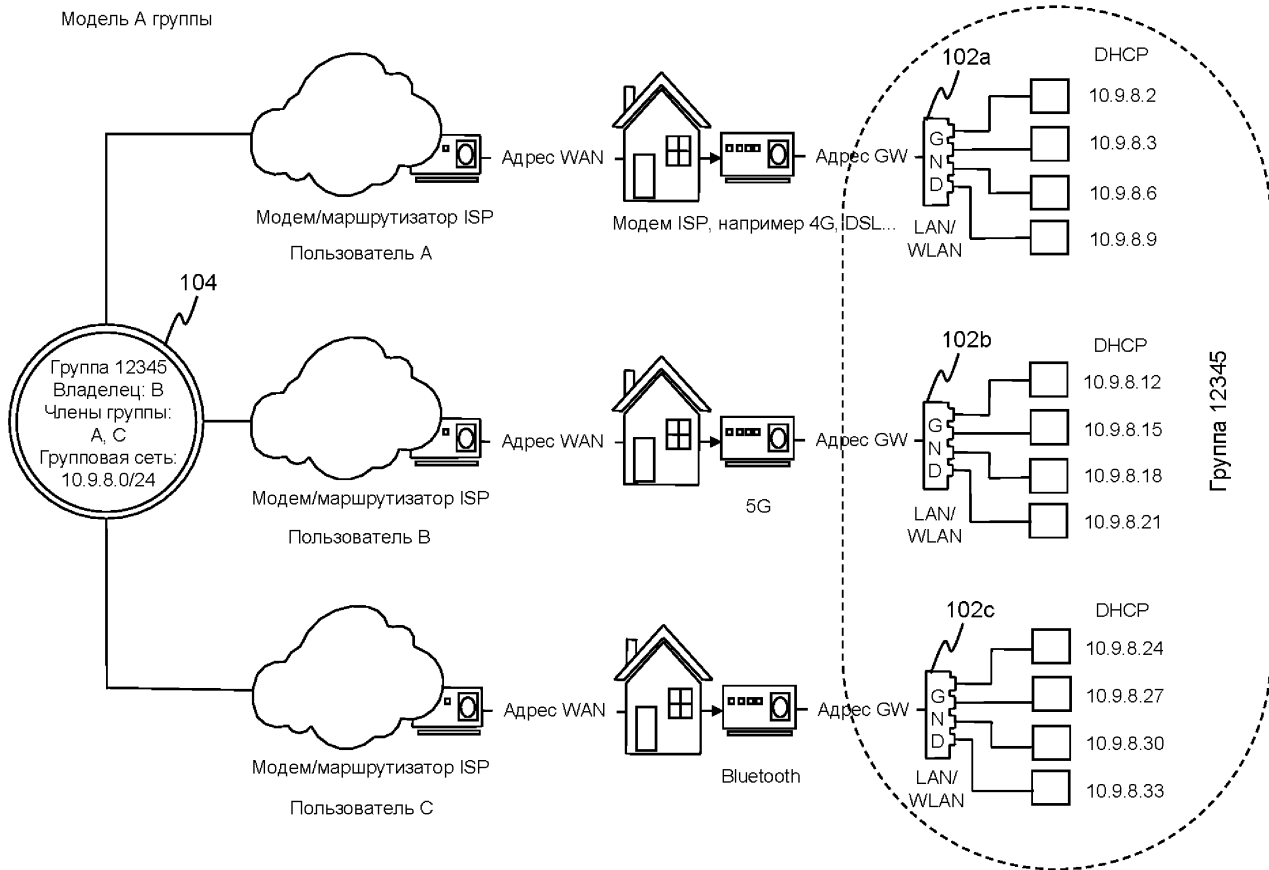 Модель А группы
102a
DHCP
10.9.8.2
10.9.8.3
10.9.8.6
10.9.8.9
G
N
D
LAN/
WLAN
Адрес WAN
Адрес GW
Модем/маршрутизатор ISP
Пользователь A
Модем ISP, например 4G, DSL...
104
Группа 12345
Владелец: B
Члены группы:
A, C
Групповая сеть:
10.9.8.0/24
102b
DHCP
10.9.8.12
10.9.8.15
10.9.8.18
10.9.8.21
G
N
D
LAN/
WLAN
Адрес WAN
Адрес GW
Модем/маршрутизатор ISP
Пользователь B
5G
Группа 12345
102c
DHCP
10.9.8.24
10.9.8.27
10.9.8.30
10.9.8.33
G
N
D
LAN/
WLAN
Адрес WAN
Адрес GW
Модем/маршрутизатор ISP
Пользователь C
Bluetooth